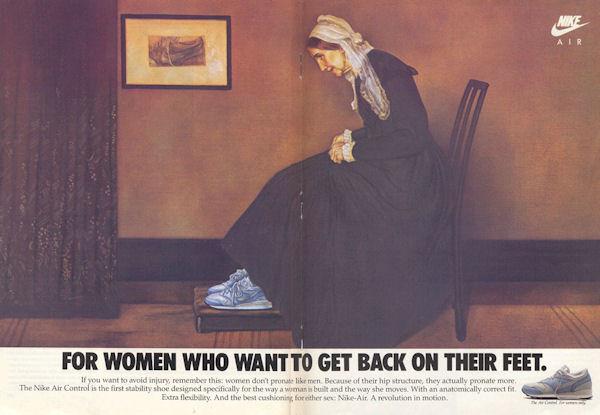 NIKE
AIR
FOR WOMEN WHO WANT TO GET BACK ON THEIR FEET.
If you want to avoid injury, remember this: women don't pronate like men. Because of their hip structure, they actually pronate more.
The Nike Air Control is the first stability shoe designed specifically for the way a woman is built and the way she moves. With an anatomically correct fit.
Extra flexibility. And the best cushioning for either sex: Nike-Air. A revolution in motion.
The Air Control. For women only.